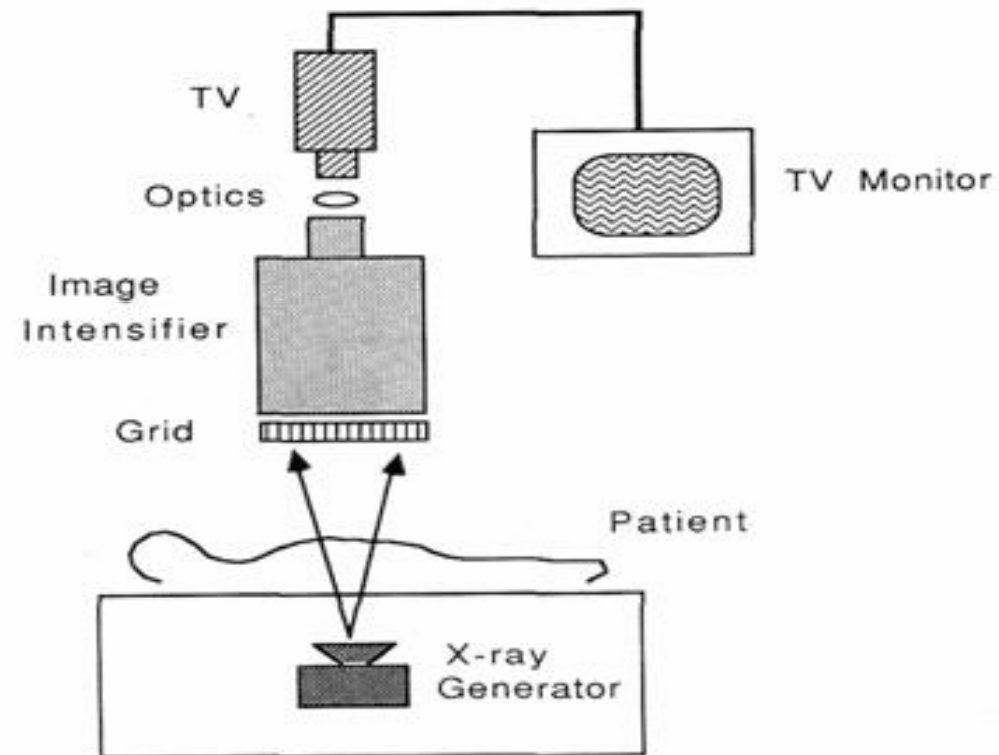 TV
Optics
TV Monitor
Image
Intensifier
Grid
Patient
X-ray
Generator